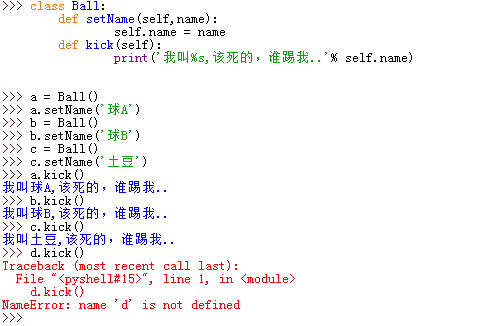 >>> class Ball:
        def setName(self,name):
                self.name = name
        def kick(self):
                print('我叫%s,该死的，谁踢我..'% self.name)
>>> a = Ball()
>>> a.setName('球A')
>>> b = Ball()
>>> b.setName('球B')
>>> c = Ball()
>>> c.setName('土豆')
>>> a.kick()
我叫球A,该死的，谁踢我..
>>> b.kick()
我叫球B,该死的，谁踢我..
>>> c.kick()
我叫土豆,该死的，谁踢我..
>>> d.kick()
Traceback (most recent call last):
  File "<pyshell#15>", line 1, in <module>
    d.kick()
NameError: name 'd' is not defined
>>>